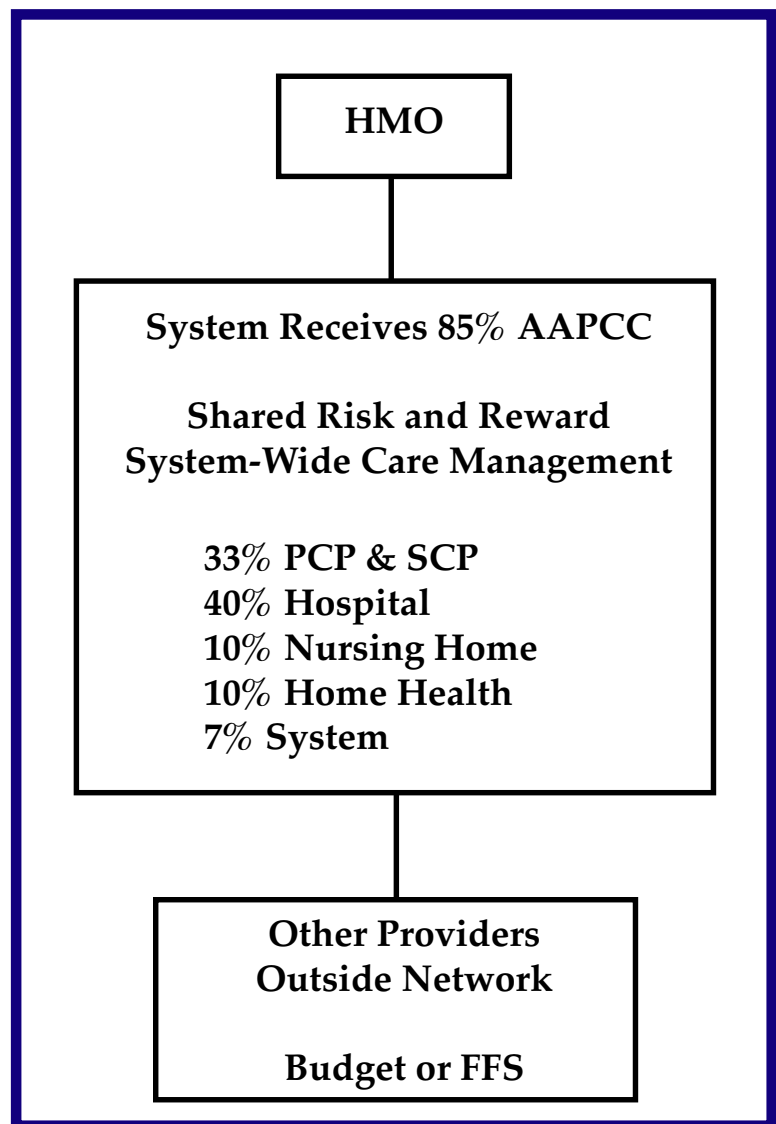 HMO
System Receives 85% AAPCC
Shared Risk and Reward
System-Wide Care Management
33% PCP & SCP
40% Hospital
10% Nursing Home
10% Home Health
7% System
Other Providers
Outside Network
Budget or FFS